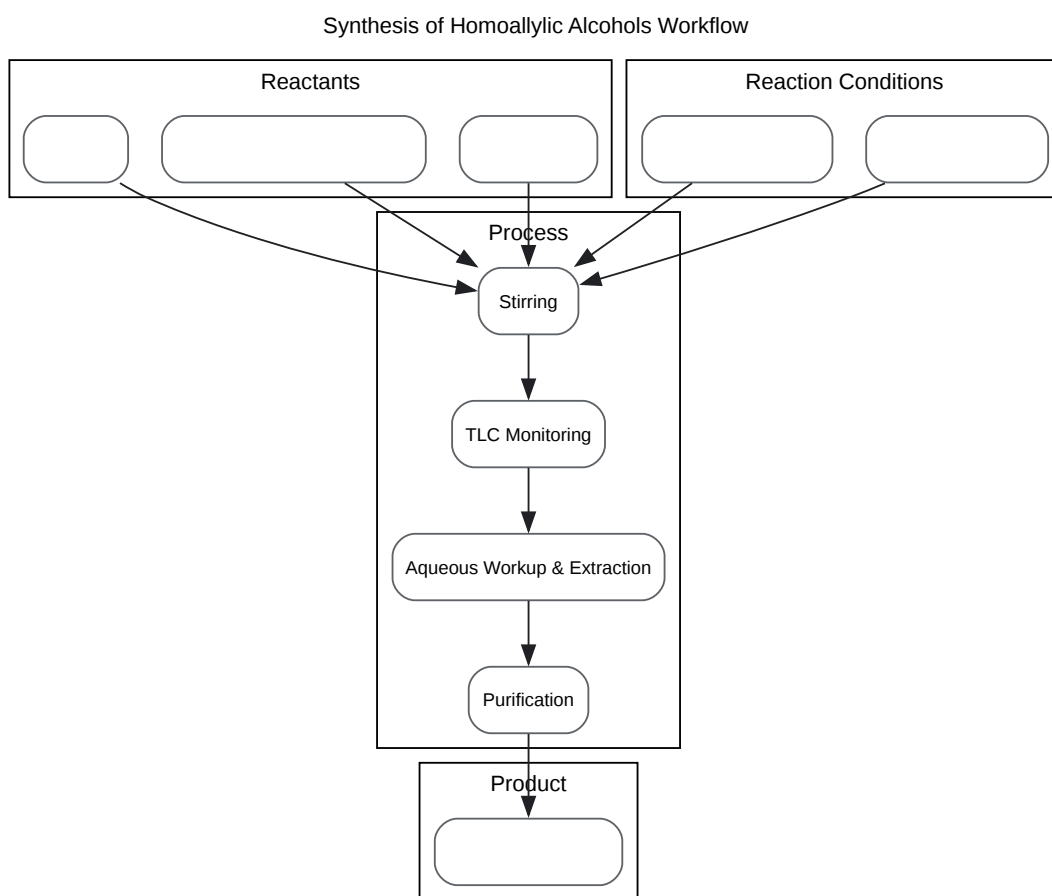 Synthesis of Homoallylic Alcohols Workflow
Reactants
Reaction Conditions
Process
Stirring
TLC Monitoring
Aqueous Workup & Extraction
Purification
Product